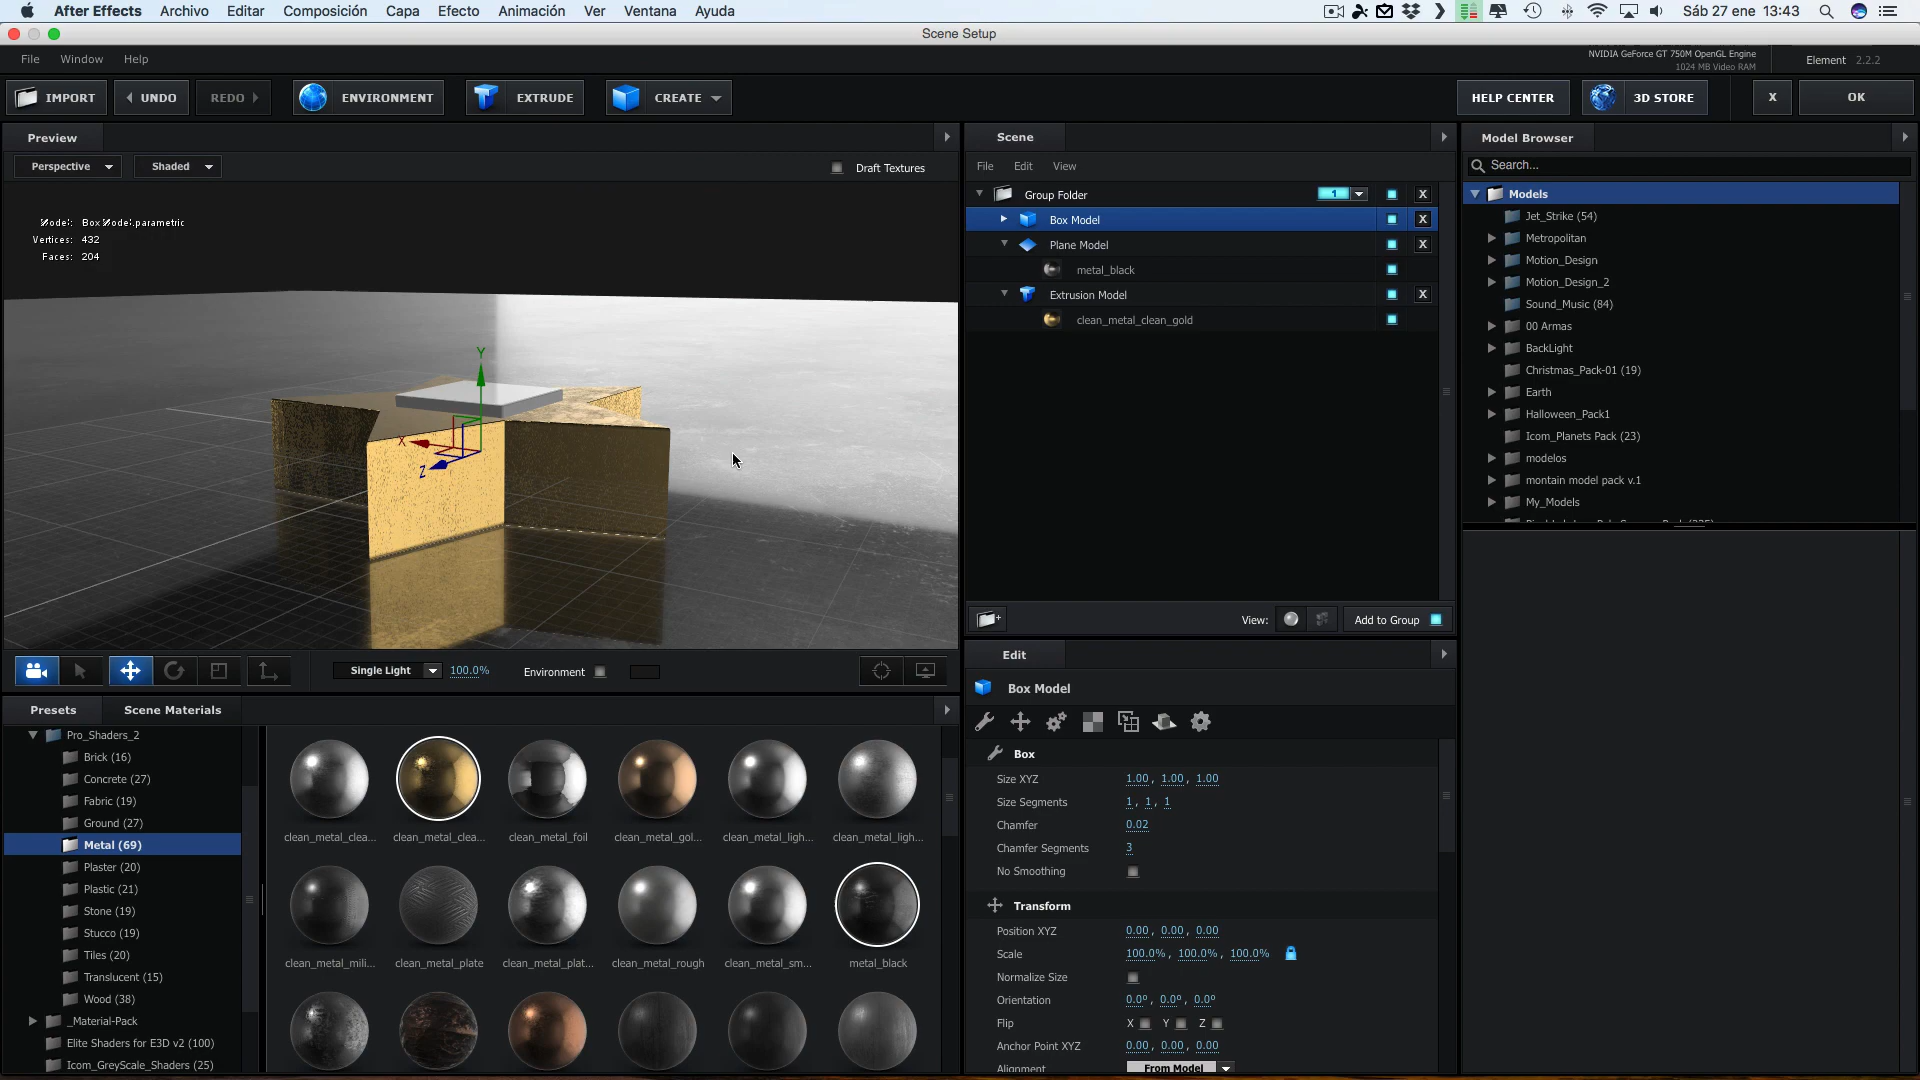 After Effects Archivo Editar Composición Capa Efecto Animación Ver Ventana Ayuda Sáb 27 ene 13:43
Scene Setup
File Window Help
NVIDIA GeForce GT 750M OpenGL Engine
1024 MB Video RAM
Element 2.2.2
IMPORT UNDO REDO ENVIRONMENT EXTRUDE CREATE HELP CENTER 3D STORE X OK
Preview
Perspective Shaded Draft Textures
Model: Box Model.parametric
Vertices: 432
Faces: 204
Y
X
Z
Single Light 100.0% Environment
Scene
File Edit View
Group Folder 1 X
Box Model X
Plane Model X
metal_black
Extrusion Model X
clean_metal_clean_gold
View: Add to Group
Model Browser
Search...
Models
Jet_Strike (54)
Metropolitan
Motion_Design
Motion_Design_2
Sound_Music (84)
00 Armas
BackLight
Christmas_Pack-01 (19)
Earth
Halloween_Pack1
Icom_Planets Pack (23)
modelos
montain model pack v.1
My_Models
Presets Scene Materials
Pro_Shaders_2
Brick (16)
Concrete (27)
Fabric (19)
Ground (27)
Metal (69)
Plaster (20)
Plastic (21)
Stone (19)
Stucco (19)
Tiles (20)
Translucent (15)
Wood (38)
_Material-Pack
Elite Shaders for E3D v2 (100)
Icom_GreyScale_Shaders (25)
clean_metal_clea... clean_metal_clea... clean_metal_foil clean_metal_gol... clean_metal_ligh... clean_metal_ligh...
clean_metal_mili... clean_metal_plate clean_metal_plat... clean_metal_rough clean_metal_sm... metal_black
Edit
Box Model
Box
Size XYZ 1.00, 1.00, 1.00
Size Segments 1, 1, 1
Chamfer 0.02
Chamfer Segments 3
No Smoothing
Transform
Position XYZ 0.00, 0.00, 0.00
Scale 100.0%, 100.0%, 100.0%
Normalize Size
Orientation 0.0°, 0.0°, 0.0°
Flip X Y Z
Anchor Point XYZ 0.00, 0.00, 0.00
Alignment From Model